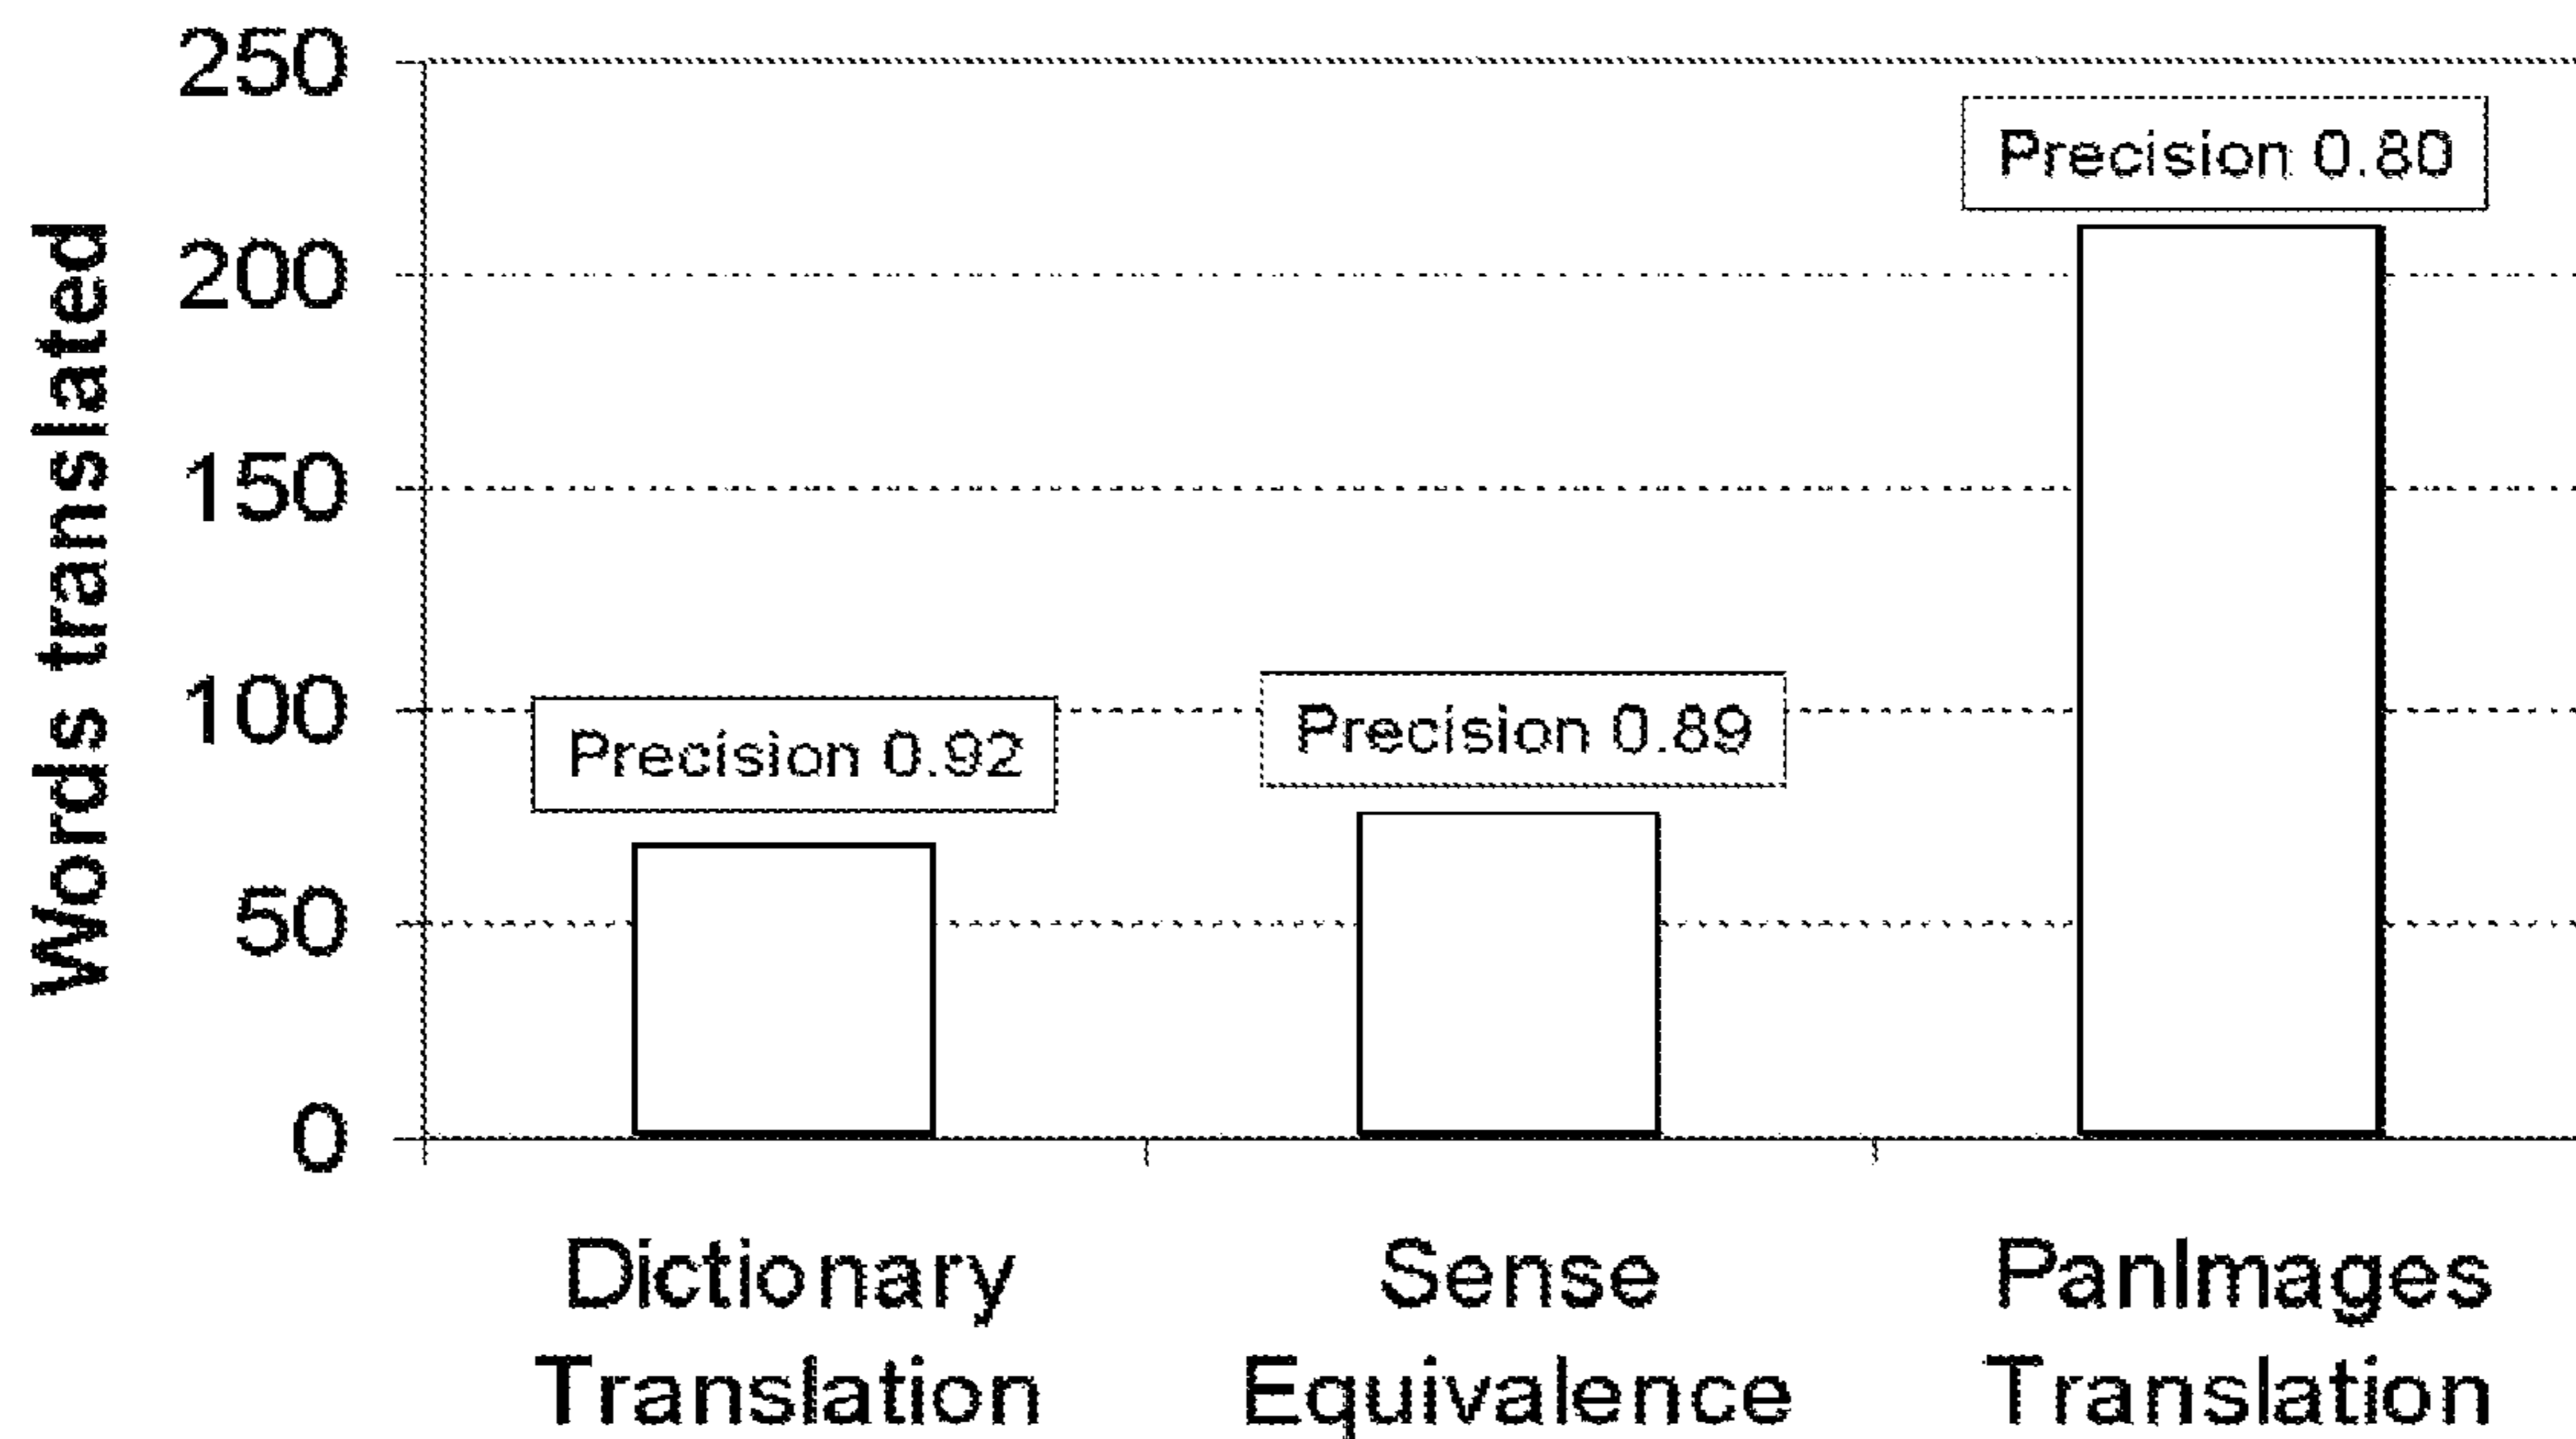 Words translated
250
200
150
100
50
0
Precision 0.92
Precision 0.89
Precision 0.80
Dictionary
Translation
Sense
Equivalence
PanImages
Translation